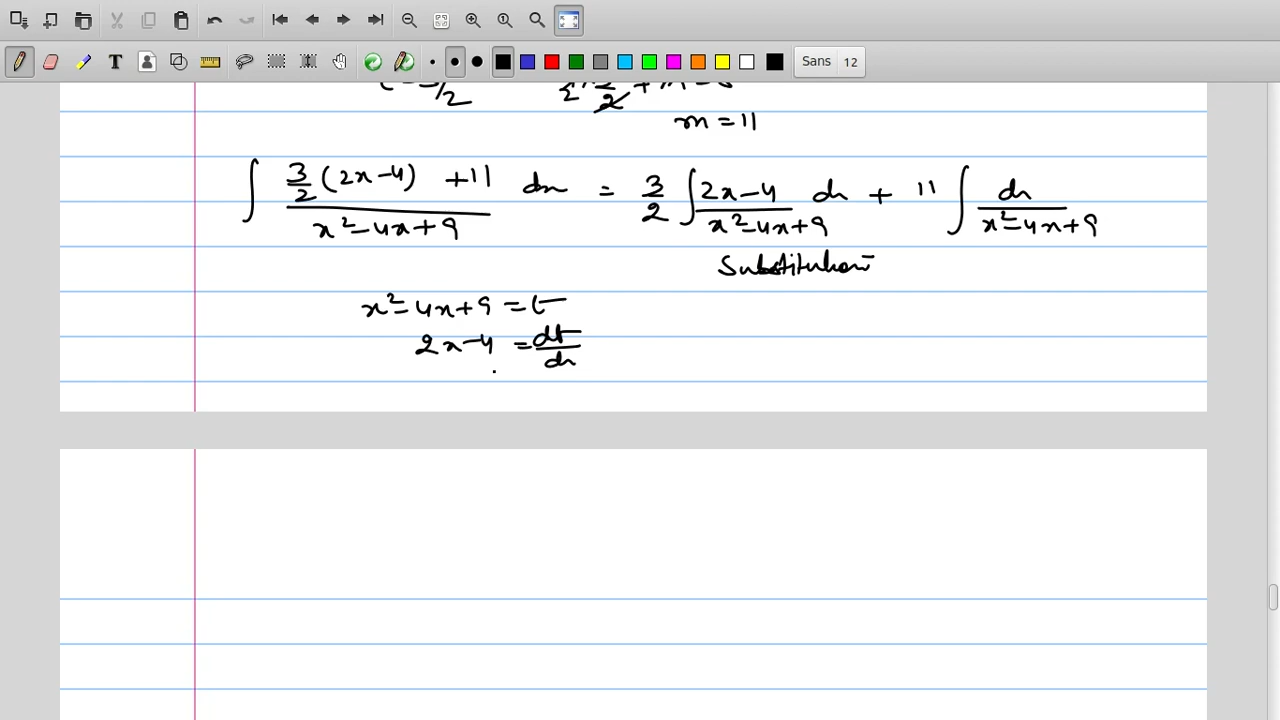 Sans 12
m = 11
∫ (3/2 (2x-4) + 11) / (x²-4x+9) dx = 3/2 ∫ (2x-4) / (x²-4x+9) dx + 11 ∫ dx / (x²-4x+9)
Substitution
x²-4x+9 = t
2x-4 = dt/dx